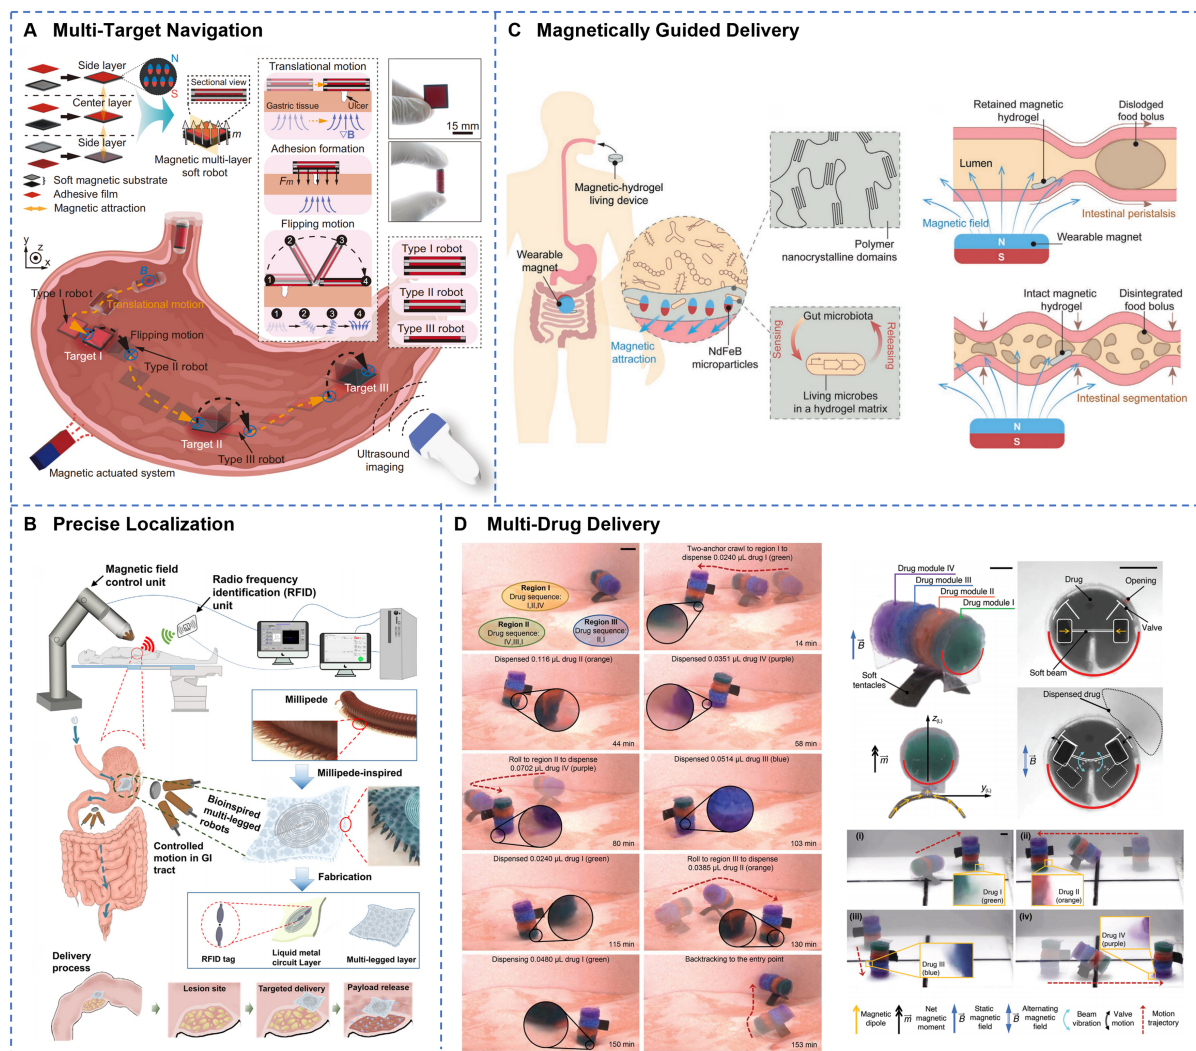 A Multi-Target Navigation
Side layer
N
S
Center layer
Side layer
Sectional view
m
Magnetic multi-layer
soft robot
Soft magnetic substrate
Adhesive film
Magnetic attraction
Translational motion
Gastric tissue
Ulcer
∇B
Adhesion formation
Fm
Flipping motion
1
2
3
4
1
2
3
4
15 mm
Type I robot
Type II robot
Type III robot
y
z
x
B
Type I robot
Translational motion
Flipping motion
Target I
Type II robot
Target III
Target II
Type III robot
Ultrasound
imaging
Magnetic actuated system
C Magnetically Guided Delivery
Magnetic-hydrogel
living device
Wearable
magnet
Magnetic
attraction
NdFeB
microparticles
Polymer
nanocrystalline domains
Gut microbiota
Sensing
Releasing
Living microbes
in a hydrogel matrix
Retained magnetic
hydrogel
Dislodged
food bolus
Lumen
Magnetic field
Intestinal peristalsis
N
S
Wearable magnet
Intact magnetic
hydrogel
Disintegrated
food bolus
Intestinal segmentation
N
S
B Precise Localization
Magnetic field
control unit
Radio frequency
identification (RFID)
unit
Millipede
Millipede-inspired
Bioinspired
multi-legged
robots
Controlled
motion in GI
tract
Fabrication
RFID tag
Liquid metal
circuit Layer
Multi-legged layer
Delivery
process
Lesion site
Targeted delivery
Payload release
D Multi-Drug Delivery
Region I
Drug sequence:
I,II,IV
Region II
Drug sequence:
IV,III,I
Region III
Drug sequence:
II,I
Two-anchor crawl to region I to
dispense 0.0240 µL drug I (green)
14 min
Dispensed 0.116 µL drug II (orange)
44 min
Dispensed 0.0351 µL drug IV (purple)
58 min
Roll to region II to dispense
0.0702 µL drug IV (purple)
80 min
Dispensed 0.0514 µL drug III (blue)
103 min
Dispensed 0.0240 µL drug I (green)
115 min
Roll to region III to dispense
0.0385 µL drug II (orange)
130 min
Dispensing 0.0480 µL drug I (green)
150 min
Backtracking to the entry point
153 min
Drug module IV
Drug module III
Drug module II
Drug module I
B
Soft
tentacles
Drug
Opening
Valve
Soft beam
Dispensed drug
B
z(L)
m
y(L)
(i)
Drug I
(green)
(ii)
Drug II
(orange)
(iii)
Drug III
(blue)
(iv)
Drug IV
(purple)
Magnetic
dipole
m Net
magnetic
moment
B Static
magnetic
field
B Alternating
magnetic
field
Beam
vibration
Valve
motion
Motion
trajectory